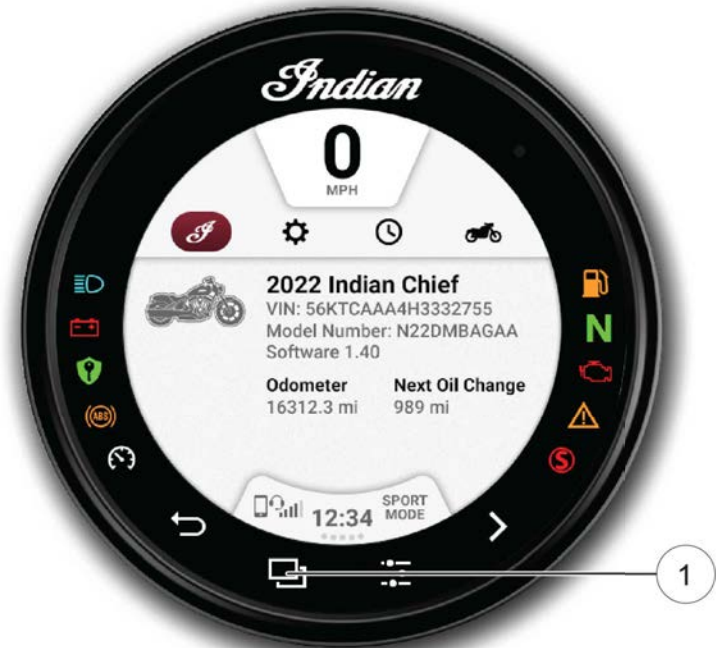 Indian
0
MPH
2022 Indian Chief
VIN: 56KTCAAA4H3332755
Model Number: N22DMBAGAA
Software 1.40
Odometer Next Oil Change
16312.3 mi 989 mi
ABS
N
S
12:34 SPORT
MODE
1